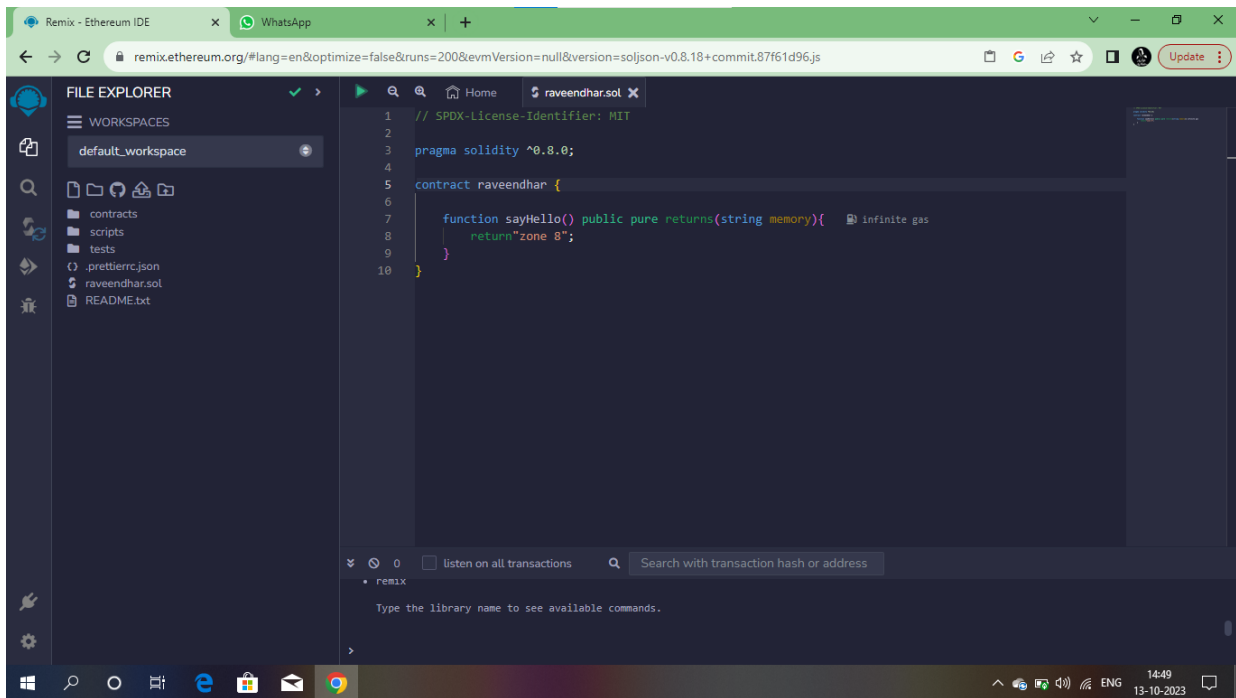 Remix - Ethereum IDE
WhatsApp
remix.ethereum.org/#lang=en&optimize=false&runs=200&evmVersion=null&version=soljson-v0.8.18+commit.87f61d96.js
Update
FILE EXPLORER
WORKSPACES
default_workspace
contracts
scripts
tests
.prettierrc.json
raveendhar.sol
README.txt
Home
raveendhar.sol
1 // SPDX-License-Identifier: MIT
2
3 pragma solidity ^0.8.0;
4
5 contract raveendhar {
6
7 function sayHello() public pure returns(string memory){ infinite gas
8 return"zone 8";
9 }
10 }
0 listen on all transactions Search with transaction hash or address
remix
Type the library name to see available commands.
>
ENG
14:49
13-10-2023